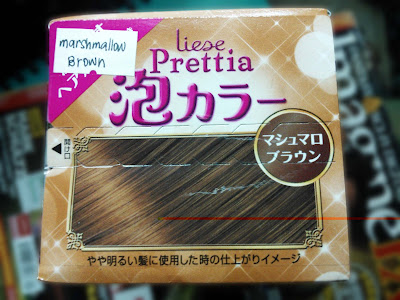 marshmallow
Brown
ヘア
liese
Prettia
泡カラー
開け口
マシュマロ
ブラウン
やや明るい髪に使用した時の仕上がりイメージ